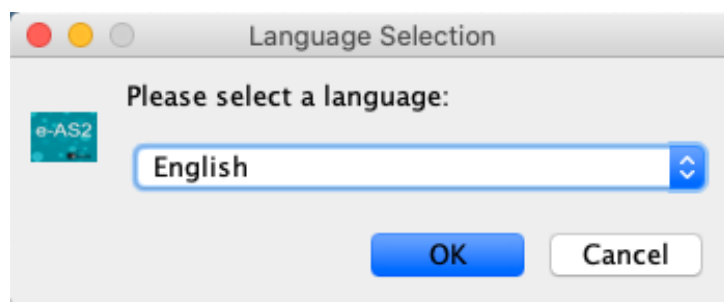 Language Selection
Please select a language:
e-AS2
English
OK
Cancel